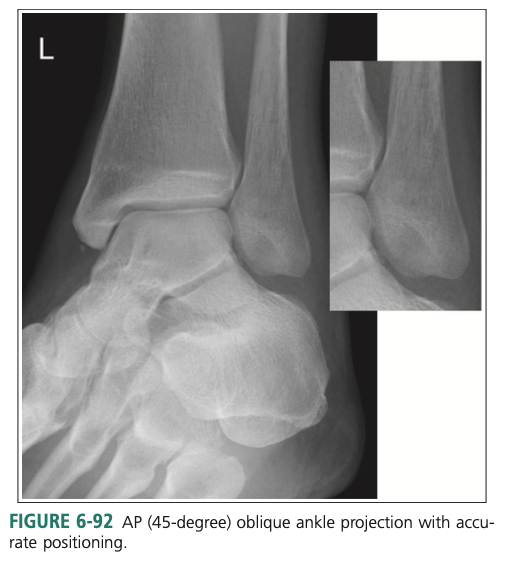 L
FIGURE 6-92 AP (45-degree) oblique ankle projection with accu-
rate positioning.